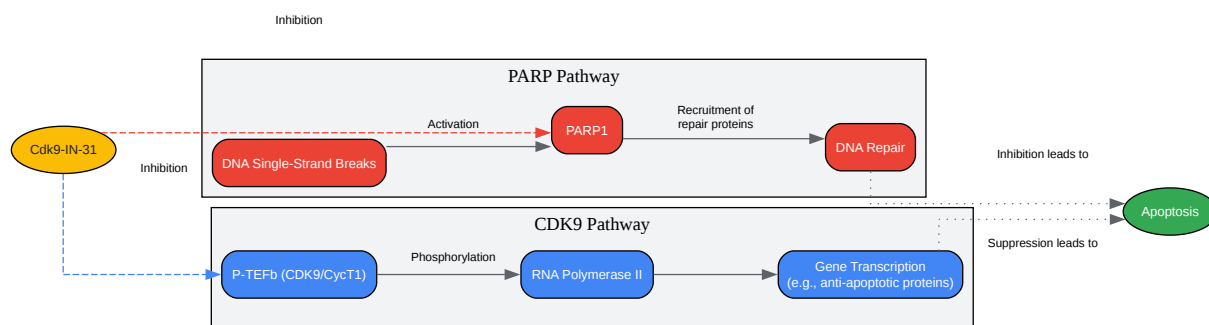 Inhibition
PARP Pathway
Recruitment of
repair proteins
Activation
PARP1
Cdk9-IN-31
DNA Repair
Inhibition
DNA Single-Strand Breaks
Inhibition leads to
Apoptosis
CDK9 Pathway
Suppression leads to
Phosphorylation
P-TEFb (CDK9/CycT1)
RNA Polymerase II
Gene Transcription
(e.g., anti-apoptotic proteins)